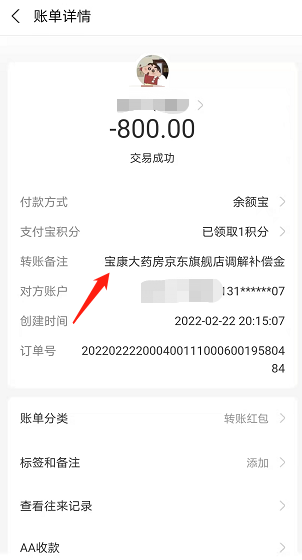 账单详情
-800.00
交易成功
付款方式 余额宝
支付宝积分 已领取1积分
转账备注 宝康大药房京东旗舰店调解补偿金
对方账户 131******07
创建时间 2022-02-22 20:15:07
订单号 20220222200040011100060019580484
84
账单分类 转账红包
标签和备注 添加
查看往来记录
AA收款